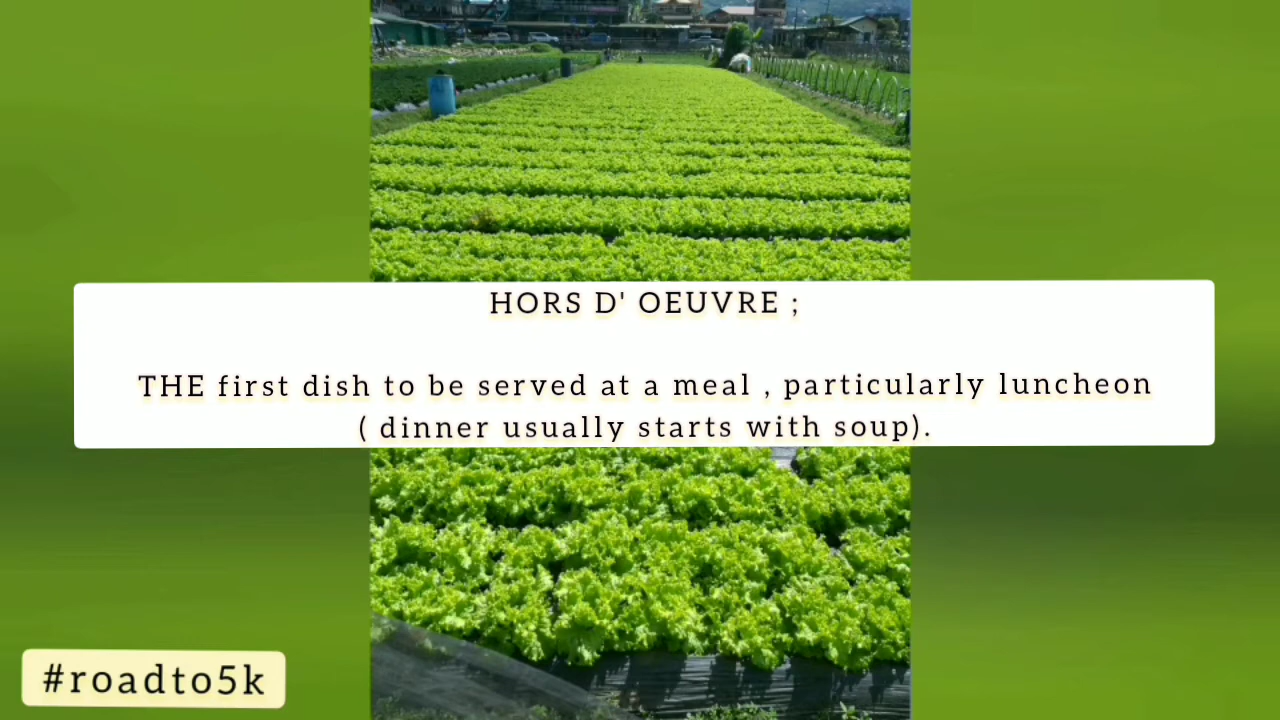 HORS D' OEUVRE ;
THE first dish to be served at a meal , particularly luncheon
( dinner usually starts with soup).
#roadto5k